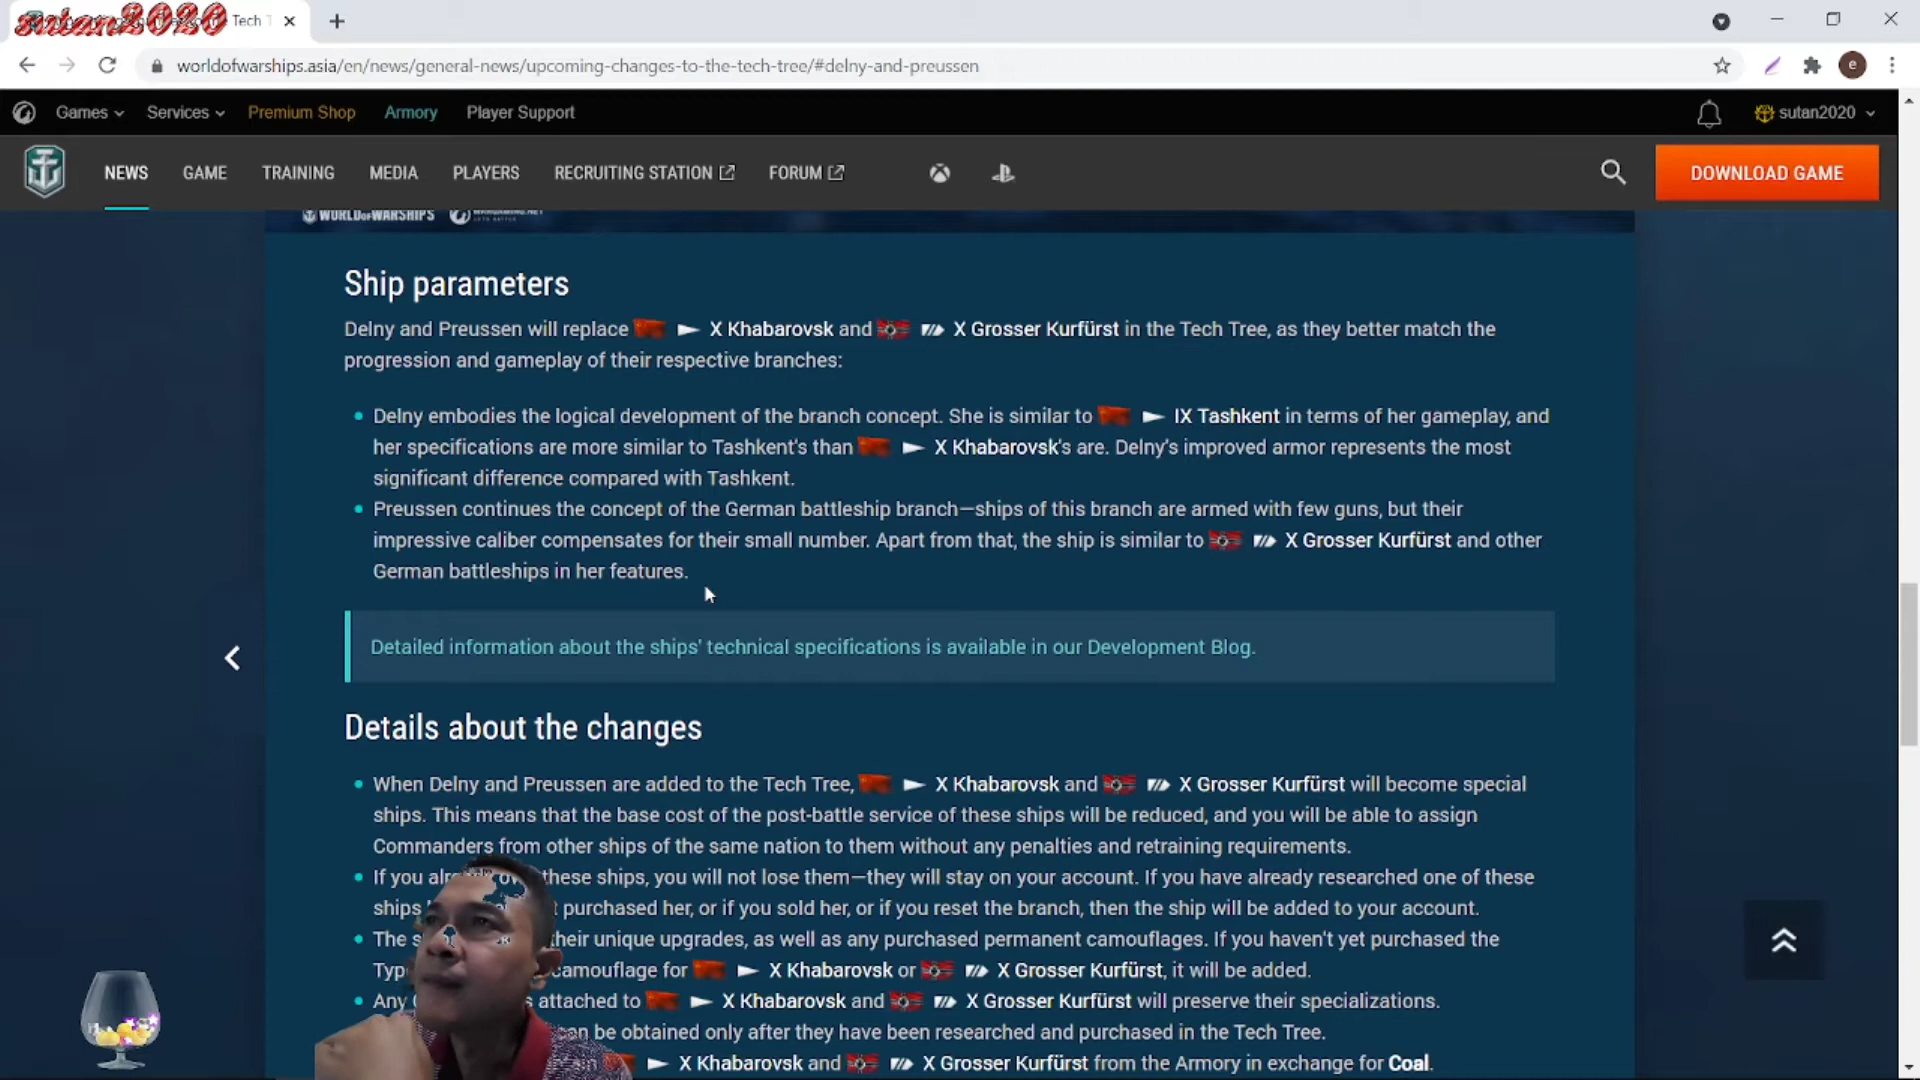 sutan2020
Tech T
worldofwarships.asia/en/news/general-news/upcoming-changes-to-the-tech-tree/#delny-and-preussen
e
Games Services Premium Shop Armory Player Support sutan2020
NEWS GAME TRAINING MEDIA PLAYERS RECRUITING STATION FORUM DOWNLOAD GAME
WORLD OF WARSHIPS
Ship parameters
Delny and Preussen will replace X Khabarovsk and X Grosser Kurfürst in the Tech Tree, as they better match the
progression and gameplay of their respective branches:
Delny embodies the logical development of the branch concept. She is similar to IX Tashkent in terms of her gameplay, and
her specifications are more similar to Tashkent's than X Khabarovsk's are. Delny's improved armor represents the most
significant difference compared with Tashkent.
Preussen continues the concept of the German battleship branch—ships of this branch are armed with few guns, but their
impressive caliber compensates for their small number. Apart from that, the ship is similar to X Grosser Kurfürst and other
German battleships in her features.
Detailed information about the ships' technical specifications is available in our Development Blog.
Details about the changes
When Delny and Preussen are added to the Tech Tree, X Khabarovsk and X Grosser Kurfürst will become special
ships. This means that the base cost of the post-battle service of these ships will be reduced, and you will be able to assign
Commanders from other ships of the same nation to them without any penalties and retraining requirements.
If you these ships, you will not lose them—they will stay on your account. If you have already researched one of these
ships purchased her, or if you sold her, or if you reset the branch, then the ship will be added to your account.
The their unique upgrades, as well as any purchased permanent camouflages. If you haven't yet purchased the
Typ camouflage for X Khabarovsk or X Grosser Kurfürst, it will be added.
Any attached to X Khabarovsk and X Grosser Kurfürst will preserve their specializations.
can be obtained only after they have been researched and purchased in the Tech Tree.
X Khabarovsk and X Grosser Kurfürst from the Armory in exchange for Coal.